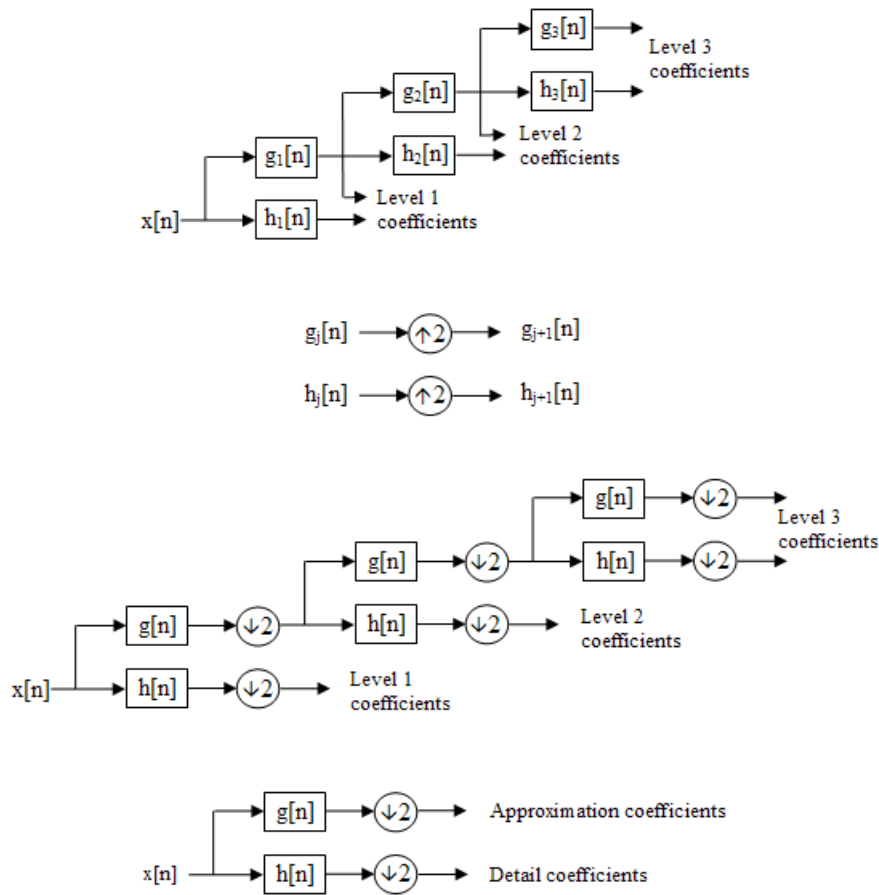 g₃[n]
Level 3
coefficients
g₂[n]
h₃[n]
Level 2
coefficients
g₁[n]
h₂[n]
Level 1
coefficients
x[n]
h₁[n]
gⱼ[n] ↑2 gⱼ₊₁[n]
hⱼ[n] ↑2 hⱼ₊₁[n]
g[n] ↓2
Level 3
coefficients
g[n] ↓2 h[n] ↓2
g[n] ↓2 h[n] ↓2
Level 2
coefficients
x[n] h[n] ↓2
Level 1
coefficients
g[n] ↓2 Approximation coefficients
x[n] h[n] ↓2 Detail coefficients